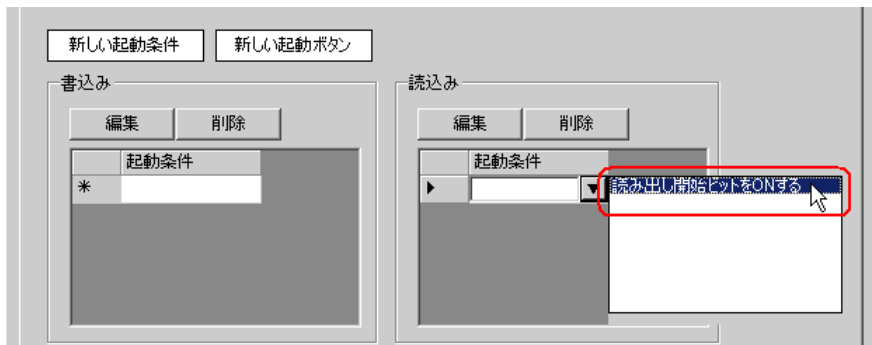 新しい起動条件 新しい起動ボタン
書込み
編集 削除
起動条件
*
読込み
編集 削除
起動条件
読み出し開始ビットをONする